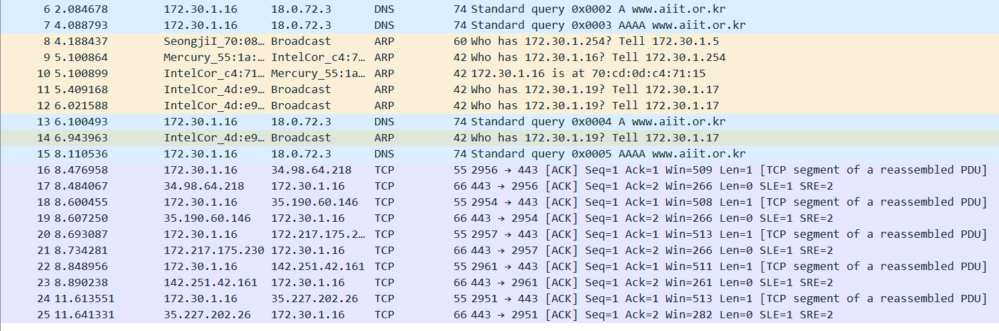 6 2.084678 172.30.1.16 18.0.72.3 DNS 74 Standard query 0x0002 A www.aiit.or.kr
7 4.088793 172.30.1.16 18.0.72.3 DNS 74 Standard query 0x0003 AAAA www.aiit.or.kr
8 4.188437 SeongjiI_70:08… Broadcast ARP 60 Who has 172.30.1.254? Tell 172.30.1.5
9 5.100864 Mercury_55:1a:… IntelCor_c4:7… ARP 42 Who has 172.30.1.16? Tell 172.30.1.254
10 5.100899 IntelCor_c4:71… Mercury_55:1a… ARP 42 172.30.1.16 is at 70:cd:0d:c4:71:15
11 5.409168 IntelCor_4d:e9… Broadcast ARP 42 Who has 172.30.1.19? Tell 172.30.1.17
12 6.021588 IntelCor_4d:e9… Broadcast ARP 42 Who has 172.30.1.19? Tell 172.30.1.17
13 6.100493 172.30.1.16 18.0.72.3 DNS 74 Standard query 0x0004 A www.aiit.or.kr
14 6.943963 IntelCor_4d:e9… Broadcast ARP 42 Who has 172.30.1.19? Tell 172.30.1.17
15 8.110536 172.30.1.16 18.0.72.3 DNS 74 Standard query 0x0005 AAAA www.aiit.or.kr
16 8.476958 172.30.1.16 34.98.64.218 TCP 55 2956 → 443 [ACK] Seq=1 Ack=1 Win=509 Len=1 [TCP segment of a reassembled PDU]
17 8.484067 34.98.64.218 172.30.1.16 TCP 66 443 → 2956 [ACK] Seq=1 Ack=2 Win=266 Len=0 SLE=1 SRE=2
18 8.600455 172.30.1.16 35.190.60.146 TCP 55 2954 → 443 [ACK] Seq=1 Ack=1 Win=508 Len=1 [TCP segment of a reassembled PDU]
19 8.607250 35.190.60.146 172.30.1.16 TCP 66 443 → 2954 [ACK] Seq=1 Ack=2 Win=266 Len=0 SLE=1 SRE=2
20 8.693087 172.30.1.16 172.217.175.2… TCP 55 2957 → 443 [ACK] Seq=1 Ack=1 Win=513 Len=1 [TCP segment of a reassembled PDU]
21 8.734281 172.217.175.230 172.30.1.16 TCP 66 443 → 2957 [ACK] Seq=1 Ack=2 Win=266 Len=0 SLE=1 SRE=2
22 8.848956 172.30.1.16 142.251.42.161 TCP 55 2961 → 443 [ACK] Seq=1 Ack=1 Win=511 Len=1 [TCP segment of a reassembled PDU]
23 8.890238 142.251.42.161 172.30.1.16 TCP 66 443 → 2961 [ACK] Seq=1 Ack=2 Win=261 Len=0 SLE=1 SRE=2
24 11.613551 172.30.1.16 35.227.202.26 TCP 55 2951 → 443 [ACK] Seq=1 Ack=1 Win=513 Len=1 [TCP segment of a reassembled PDU]
25 11.641331 35.227.202.26 172.30.1.16 TCP 66 443 → 2951 [ACK] Seq=1 Ack=2 Win=282 Len=0 SLE=1 SRE=2